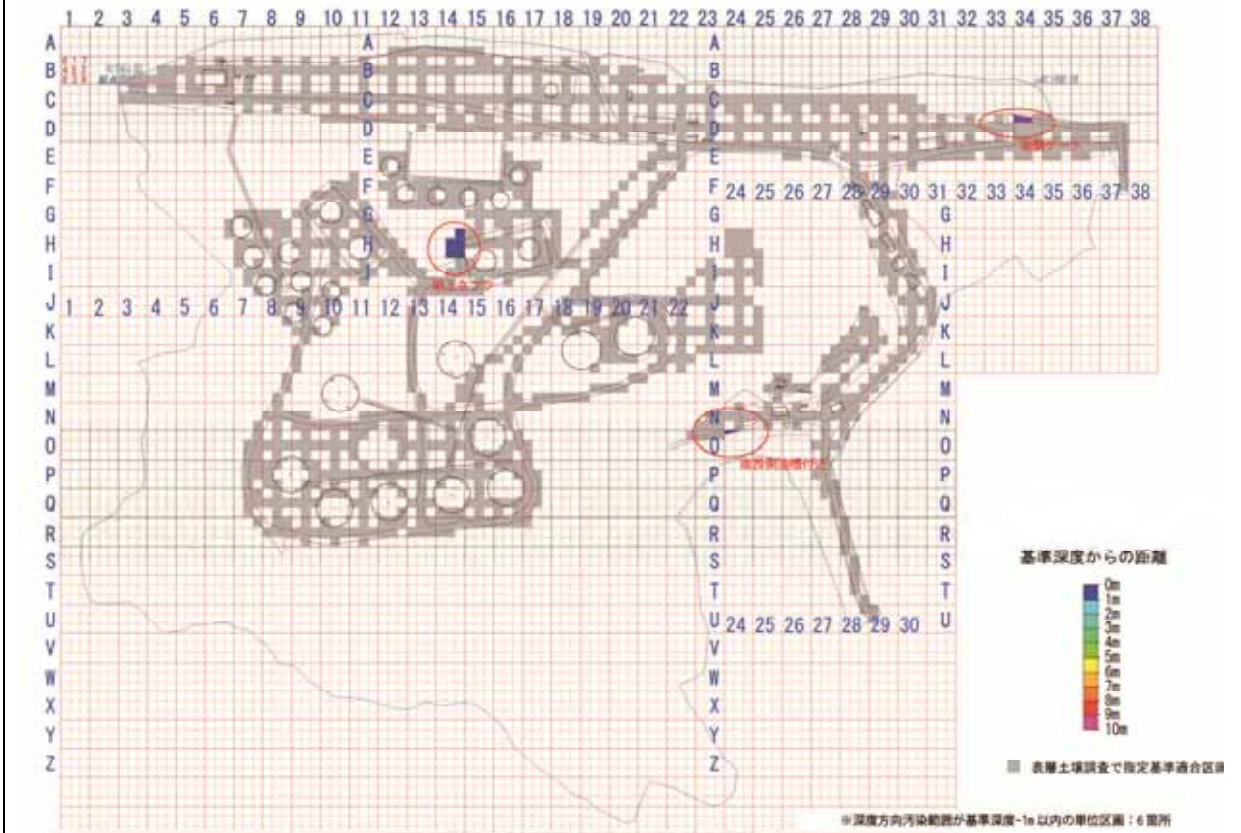 1 2 3 4 5 6 7 8 9 10 11 12 13 14 15 16 17 18 19 20 21 22 23 24 25 26 27 28 29 30 31 32 33 34 35 36 37 38
A A A
B B B
C C C
D D D
E E E
F F F 24 25 26 27 28 29 30 31 32 33 34 35 36 37 38
G G G G
H H H H
I I I I
J 1 2 3 4 5 6 7 8 9 10 11 12 13 14 15 16 17 18 19 20 21 22 J J
K K K
L L L
M M M
N N N
O O O
P P P
Q Q Q
R R R
S S S
T T T
U U 24 25 26 27 28 29 30 U
V V
W W
X X
Y Y
Z Z
基準深度からの距離
0m
1m
2m
3m
4m
5m
6m
7m
8m
9m
10m
表層土壌調査で指定基準適合区画
※深度方向汚染範囲が基準深度-1m以内の単位区画：6箇所